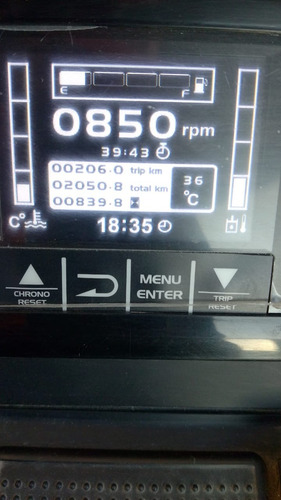 E F
0850 rpm
39:43
00206.0 trip km
02050.8 total km
00839.8
36
°C
C°
18:35
CHRONO
RESET
MENU
ENTER
TRIP
RESET